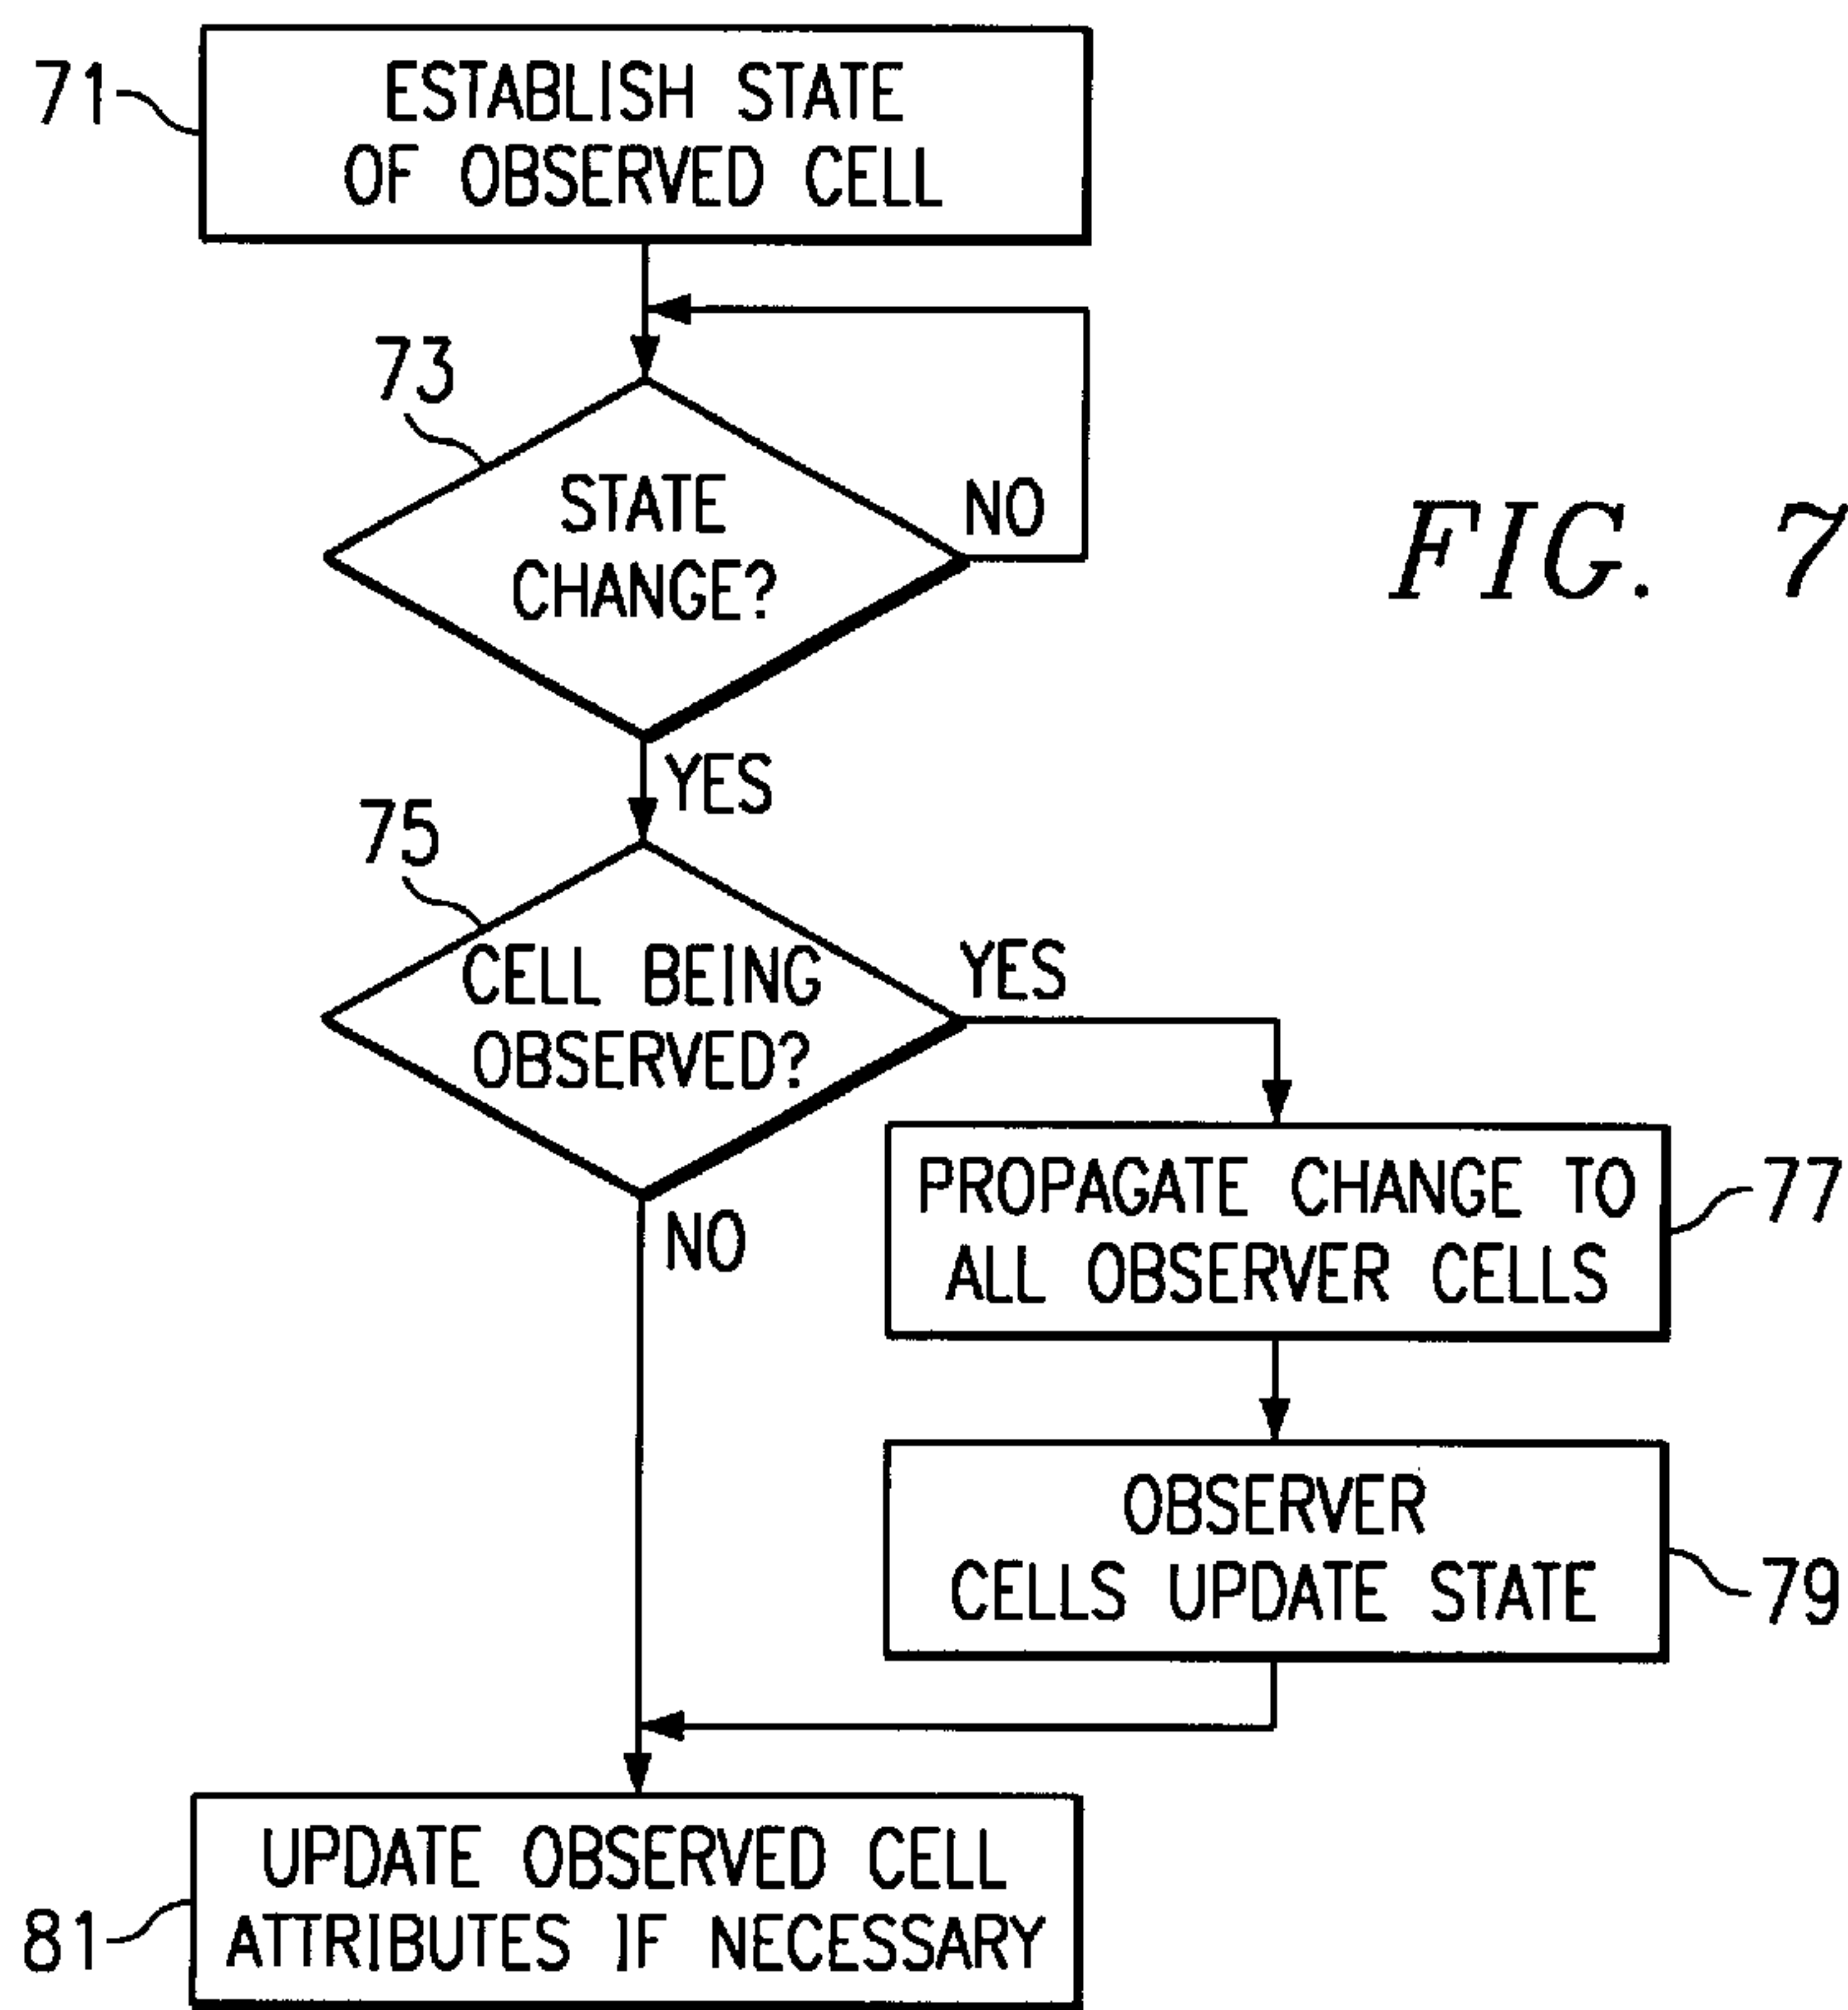 71
ESTABLISH STATE
OF OBSERVED CELL
73
STATE
CHANGE?
NO
FIG. 7
YES
75
CELL BEING
OBSERVED?
YES
NO
PROPAGATE CHANGE TO
ALL OBSERVER CELLS
77
OBSERVER
CELLS UPDATE STATE
79
81
UPDATE OBSERVED CELL
ATTRIBUTES IF NECESSARY